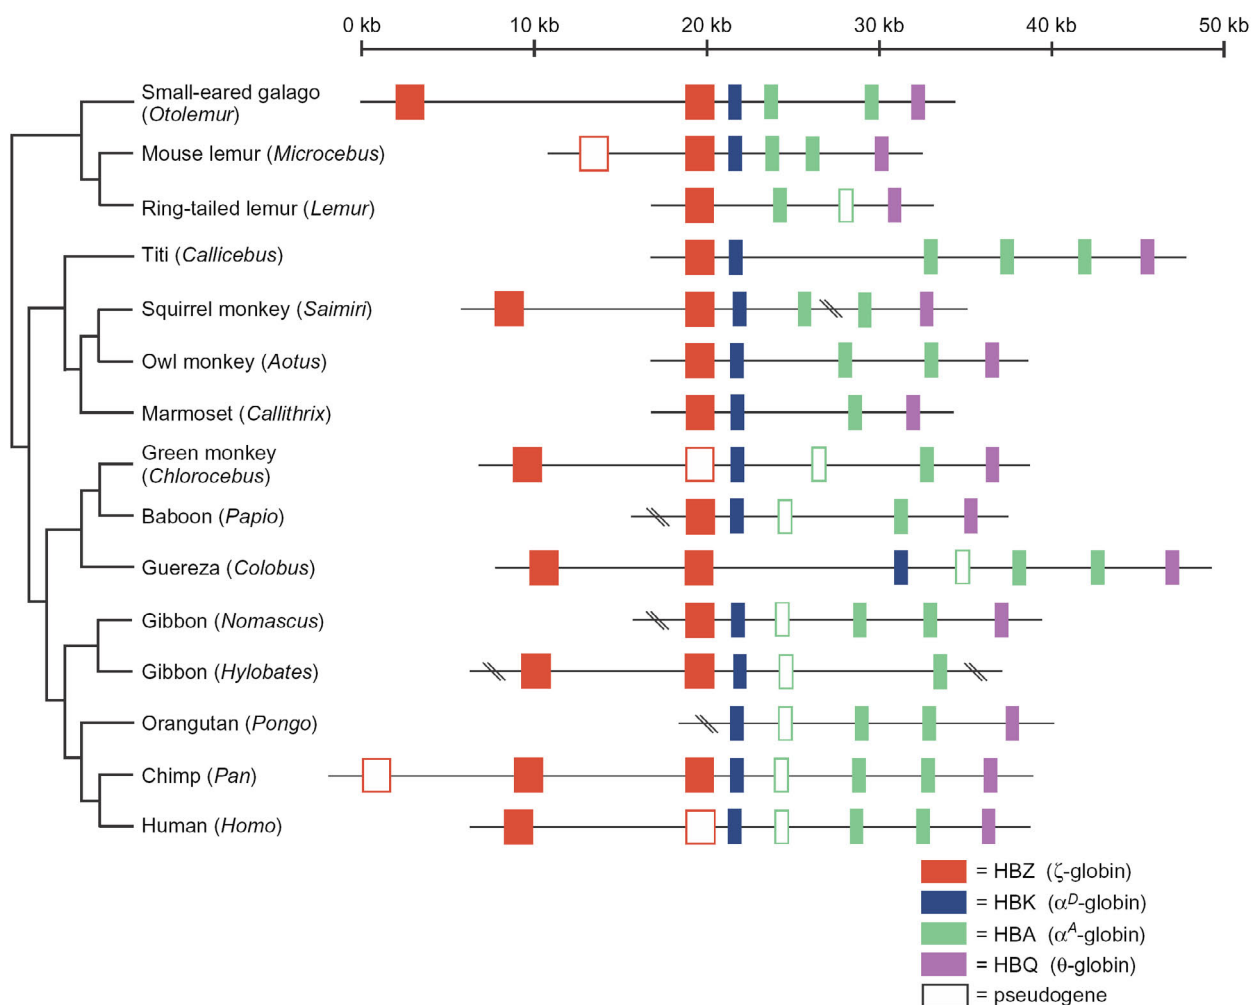 0 kb 10 kb 20 kb 30 kb 40 kb 50 kb
Small-eared galago
(Otolemur)
Mouse lemur (Microcebus)
Ring-tailed lemur (Lemur)
Titi (Callicebus)
Squirrel monkey (Saimiri)
Owl monkey (Aotus)
Marmoset (Callithrix)
Green monkey
(Chlorocebus)
Baboon (Papio)
Guereza (Colobus)
Gibbon (Nomascus)
Gibbon (Hylobates)
Orangutan (Pongo)
Chimp (Pan)
Human (Homo)
= HBZ (ζ-globin)
= HBK (αD-globin)
= HBA (αA-globin)
= HBQ (θ-globin)
= pseudogene